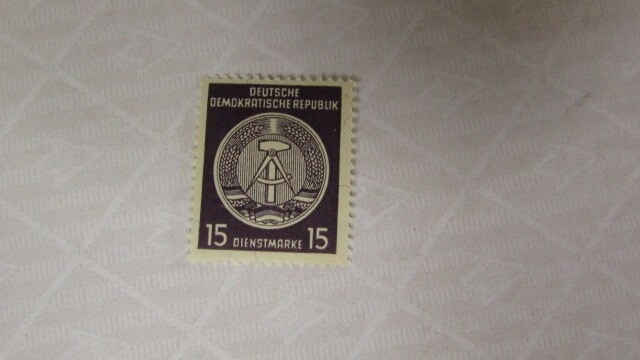 DEUTSCHE
DEMOKRATISCHE REPUBLIK
15 DIENSTMARKE 15